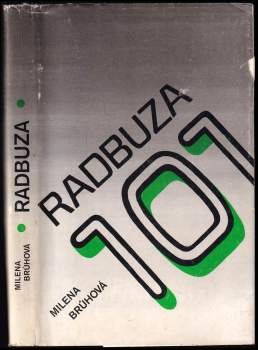 MILENA
BRŮHOVÁ
• RADBUZA •
RADBUZA
101
MILENA
BRŮHOVÁ